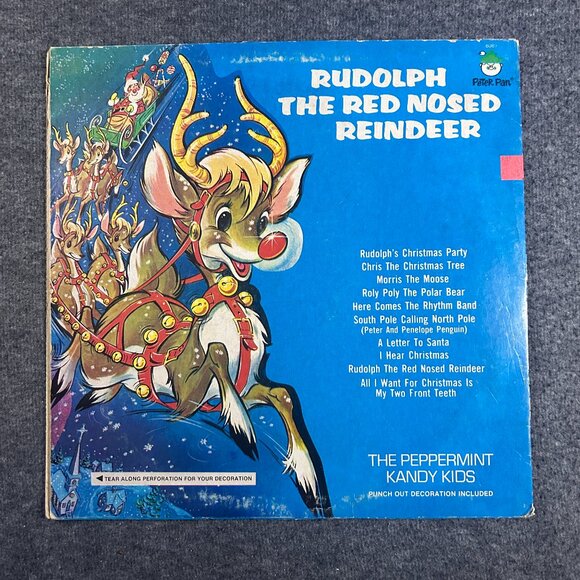 Peter Pan
RUDOLPH
THE RED NOSED
REINDEER
Rudolph's Christmas Party
Chris The Christmas Tree
Morris The Moose
Roly Poly The Polar Bear
Here Comes The Rhythm Band
South Pole Calling North Pole
(Peter And Penelope Penguin)
A Letter To Santa
I Hear Christmas
Rudolph The Red Nosed Reindeer
All I Want For Christmas Is
My Two Front Teeth
THE PEPPERMINT
KANDY KIDS
PUNCH OUT DECORATION INCLUDED
TEAR ALONG PERFORATION FOR YOUR DECORATION